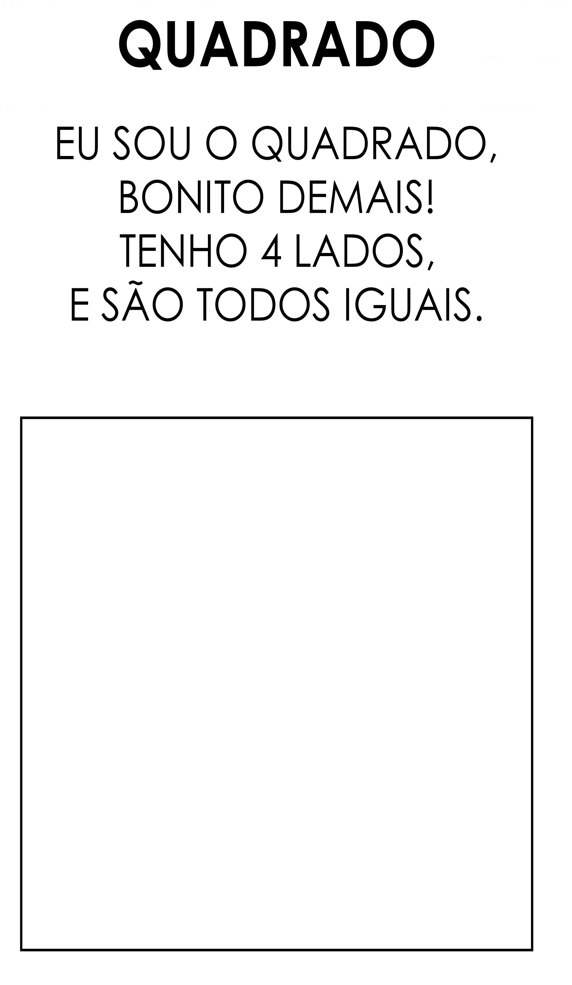 QUADRADO
EU SOU O QUADRADO,
BONITO DEMAIS!
TENHO 4 LADOS,
E SÃO TODOS IGUAIS.